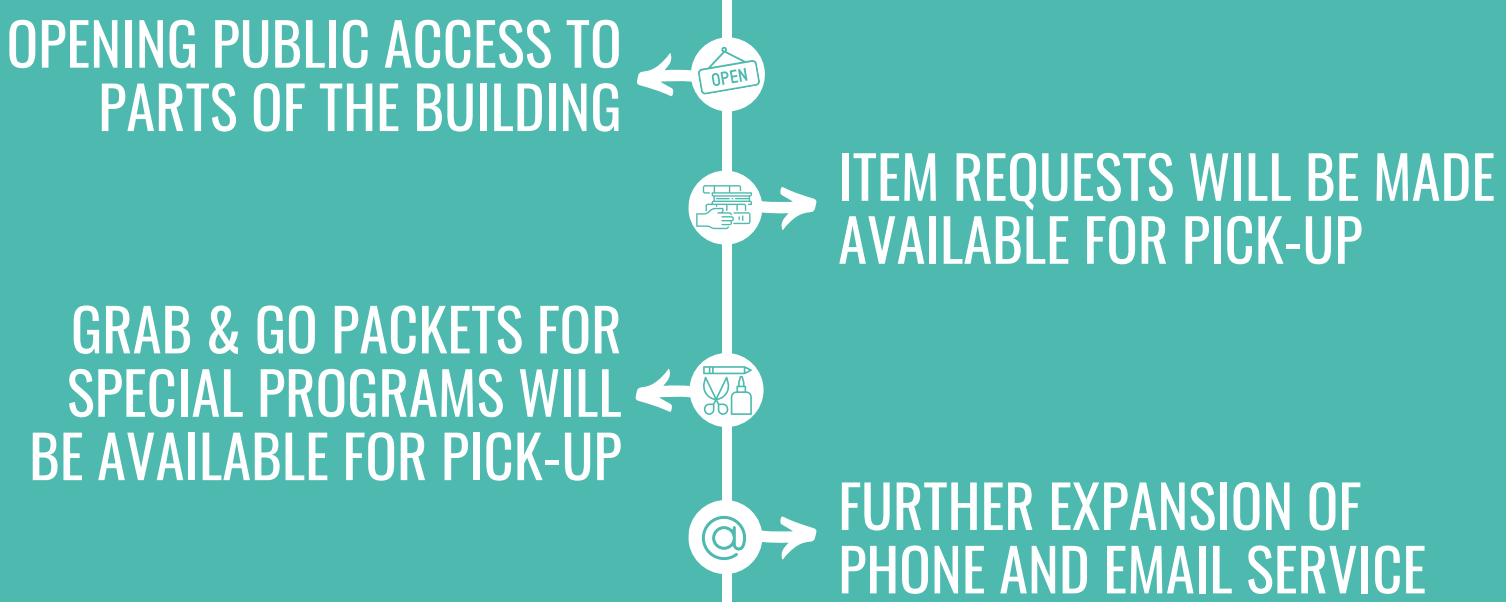 OPENING PUBLIC ACCESS TO
PARTS OF THE BUILDING
OPEN
ITEM REQUESTS WILL BE MADE
AVAILABLE FOR PICK-UP
GRAB & GO PACKETS FOR
SPECIAL PROGRAMS WILL
BE AVAILABLE FOR PICK-UP
@
FURTHER EXPANSION OF
PHONE AND EMAIL SERVICE